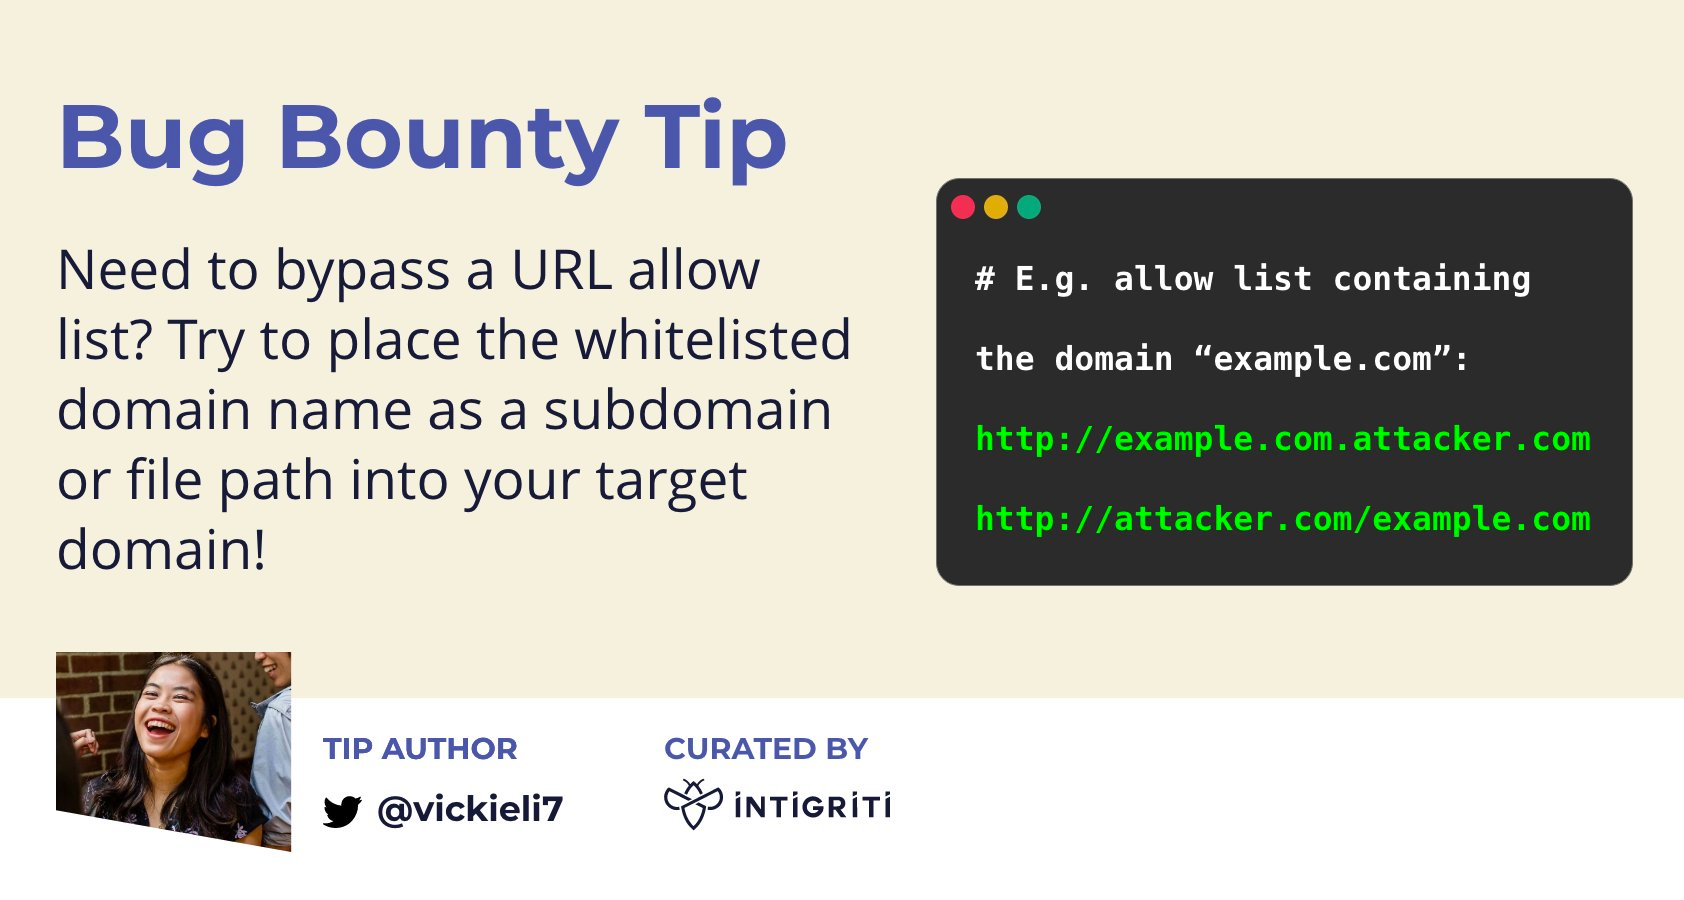 Bug Bounty Tip
Need to bypass a URL allow
list? Try to place the whitelisted
domain name as a subdomain
or file path into your target
domain!
# E.g. allow list containing
the domain “example.com”:
http://example.com.attacker.com
http://attacker.com/example.com
TIP AUTHOR
@vickieli7
CURATED BY
INTIGRITI